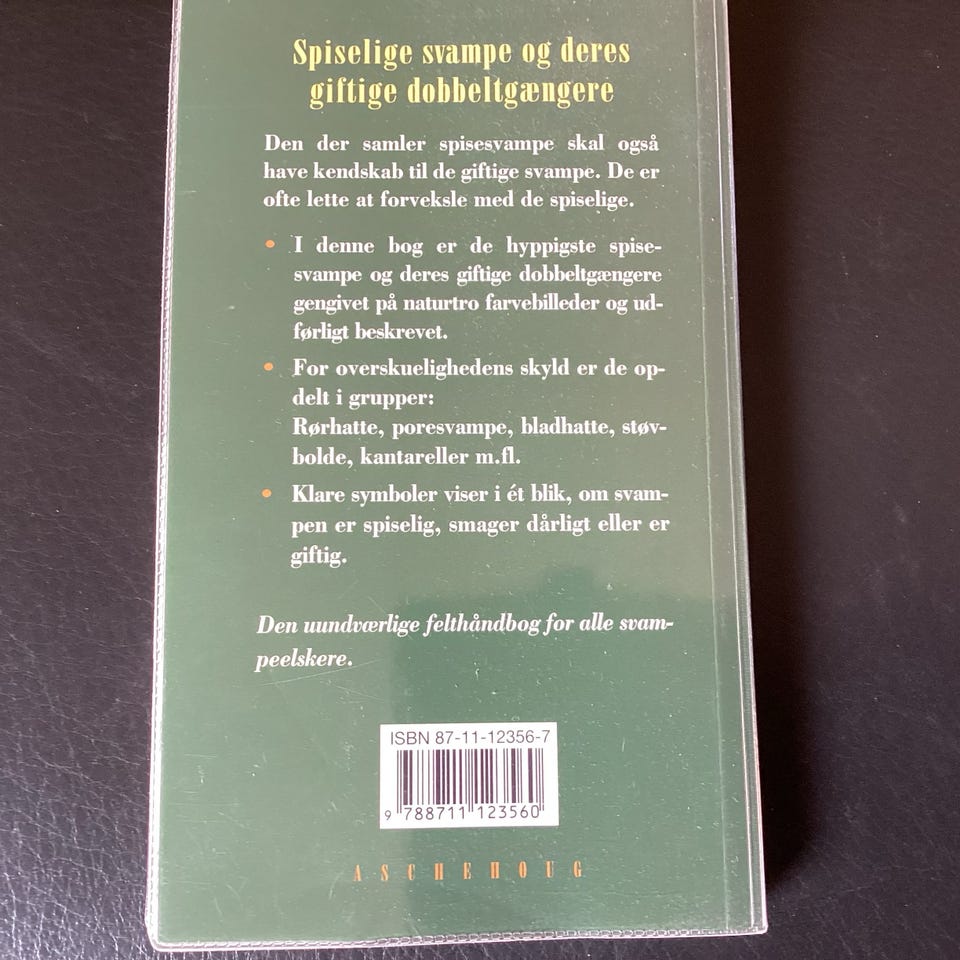 Spiselige svampe og deres
giftige dobbeltgængere
Den der samler spisesvampe skal også
have kendskab til de giftige svampe. De er
ofte lette at forveksle med de spiselige.
• I denne bog er de hyppigste spise-
svampe og deres giftige dobbeltgængere
gengivet på naturtro farvebilleder og ud-
førligt beskrevet.
• For overskuelighedens skyld er de op-
delt i grupper:
Rørhatte, poresvampe, bladhatte, støv-
bolde, kantareller m.fl.
• Klare symboler viser i ét blik, om svam-
pen er spiselig, smager dårligt eller er
giftig.
Den uundværlige felthåndbog for alle svam-
peelskere.
ISBN 87-11-12356-7
9 788711 123560
ASCHEHOUG